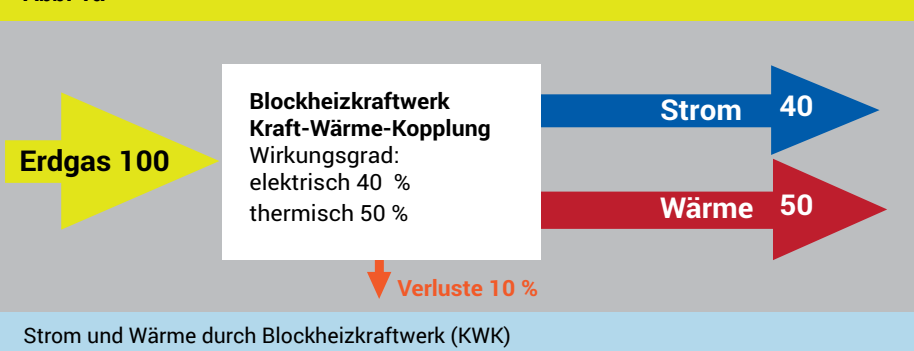 Erdgas 100
Blockheizkraftwerk
Kraft-Wärme-Kopplung
Wirkungsgrad:
elektrisch 40 %
thermisch 50 %
Strom 40
Wärme 50
Verluste 10 %
Strom und Wärme durch Blockheizkraftwerk (KWK)